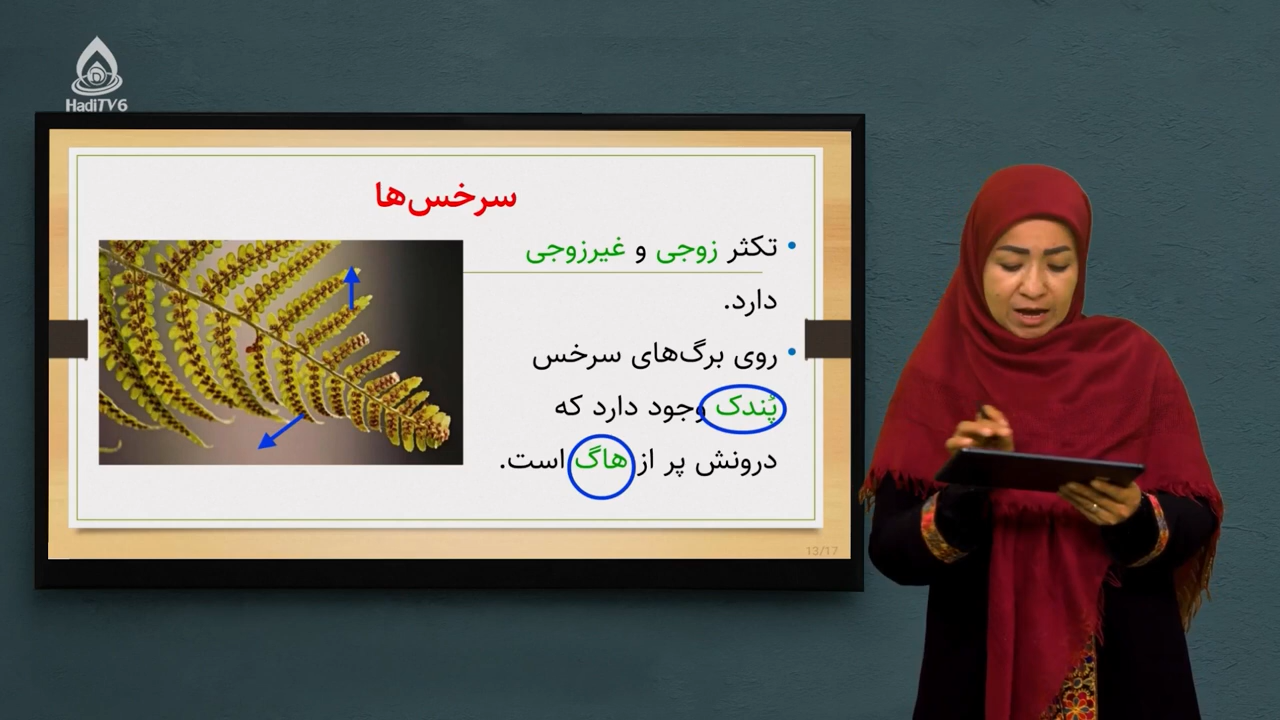 HadiTV6
سرخس‌ها
• تکثر زوجی و غیرزوجی
دارد.
• روی برگ‌های سرخس
پُندک وجود دارد که
درونش پر از هاگ است.
13/17